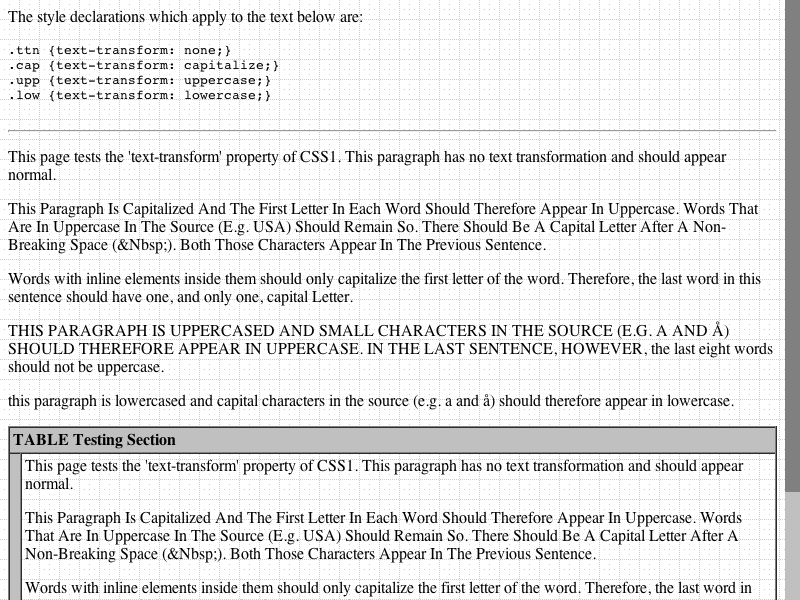 The style declarations which apply to the text below are:
.ttn {text-transform: none;}
.cap {text-transform: capitalize;}
.upp {text-transform: uppercase;}
.low {text-transform: lowercase;}
This page tests the 'text-transform' property of CSS1. This paragraph has no text transformation and should appear
normal.
This Paragraph Is Capitalized And The First Letter In Each Word Should Therefore Appear In Uppercase. Words That
Are In Uppercase In The Source (E.g. USA) Should Remain So. There Should Be A Capital Letter After A Non-
Breaking Space (&Nbsp;). Both Those Characters Appear In The Previous Sentence.
Words with inline elements inside them should only capitalize the first letter of the word. Therefore, the last word in this
sentence should have one, and only one, capital Letter.
THIS PARAGRAPH IS UPPERCASED AND SMALL CHARACTERS IN THE SOURCE (E.G. A AND Å)
SHOULD THEREFORE APPEAR IN UPPERCASE. IN THE LAST SENTENCE, HOWEVER, the last eight words
should not be uppercase.
this paragraph is lowercased and capital characters in the source (e.g. a and å) should therefore appear in lowercase.
TABLE Testing Section
This page tests the 'text-transform' property of CSS1. This paragraph has no text transformation and should appear
normal.
This Paragraph Is Capitalized And The First Letter In Each Word Should Therefore Appear In Uppercase. Words
That Are In Uppercase In The Source (E.g. USA) Should Remain So. There Should Be A Capital Letter After A
Non-Breaking Space (&Nbsp;). Both Those Characters Appear In The Previous Sentence.
Words with inline elements inside them should only capitalize the first letter of the word. Therefore, the last word in